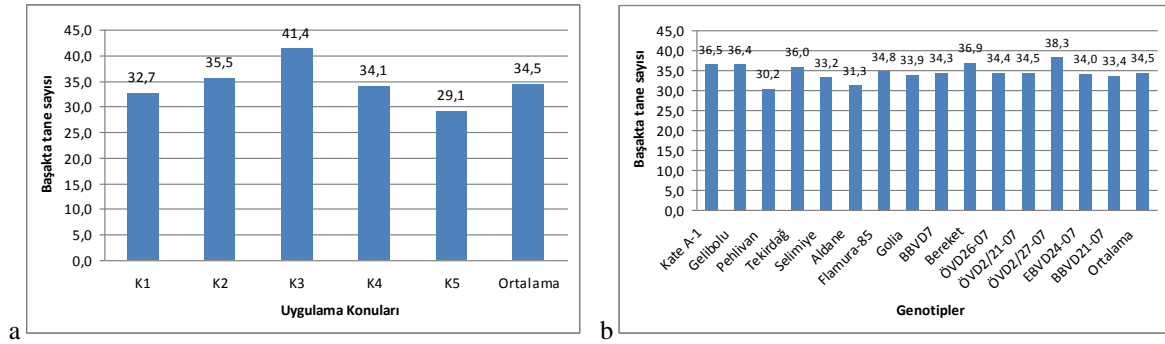 Başakta tane sayısı
45,0
40,0
35,0
30,0
25,0
20,0
15,0
10,0
5,0
0,0
32,7
35,5
41,4
34,1
29,1
34,5
K1
K2
K3
K4
K5
Ortalama
Uygulama Konuları
a
Başakta tane sayısı
45,0
40,0
35,0
30,0
25,0
20,0
15,0
10,0
5,0
0,0
36,5
36,4
30,2
36,0
33,2
31,3
34,8
33,9
34,3
36,9
34,4
34,5
38,3
34,0
33,4
34,5
Kate A-1
Gelibolu
Pehlivan
Tekirdağ
Selimiye
Aldane
Flamura-85
Golia
BBVD7
Bereket
ÖVD26-07
ÖVD2/21-07
ÖVD2/27-07
EBVD24-07
BBVD21-07
Ortalama
Genotipler
b